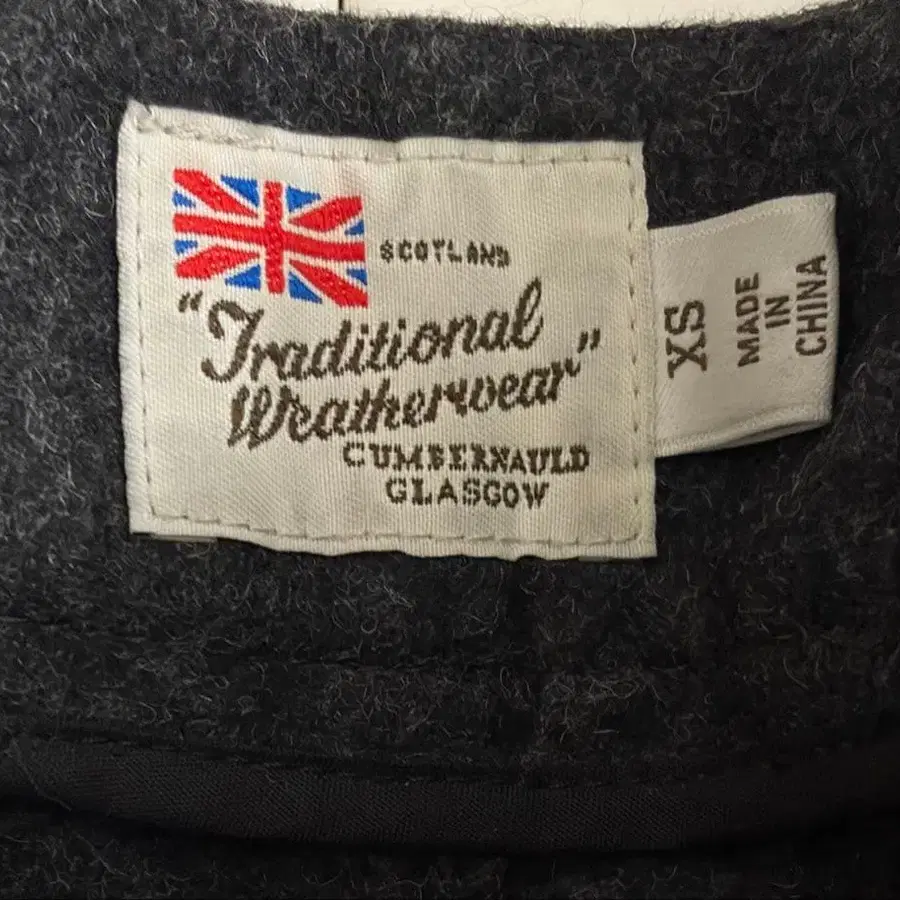 SCOTLAND
"Traditional
Weatherwear"
CUMBERNAULD
GLASGOW
XS
MADE
IN
CHINA